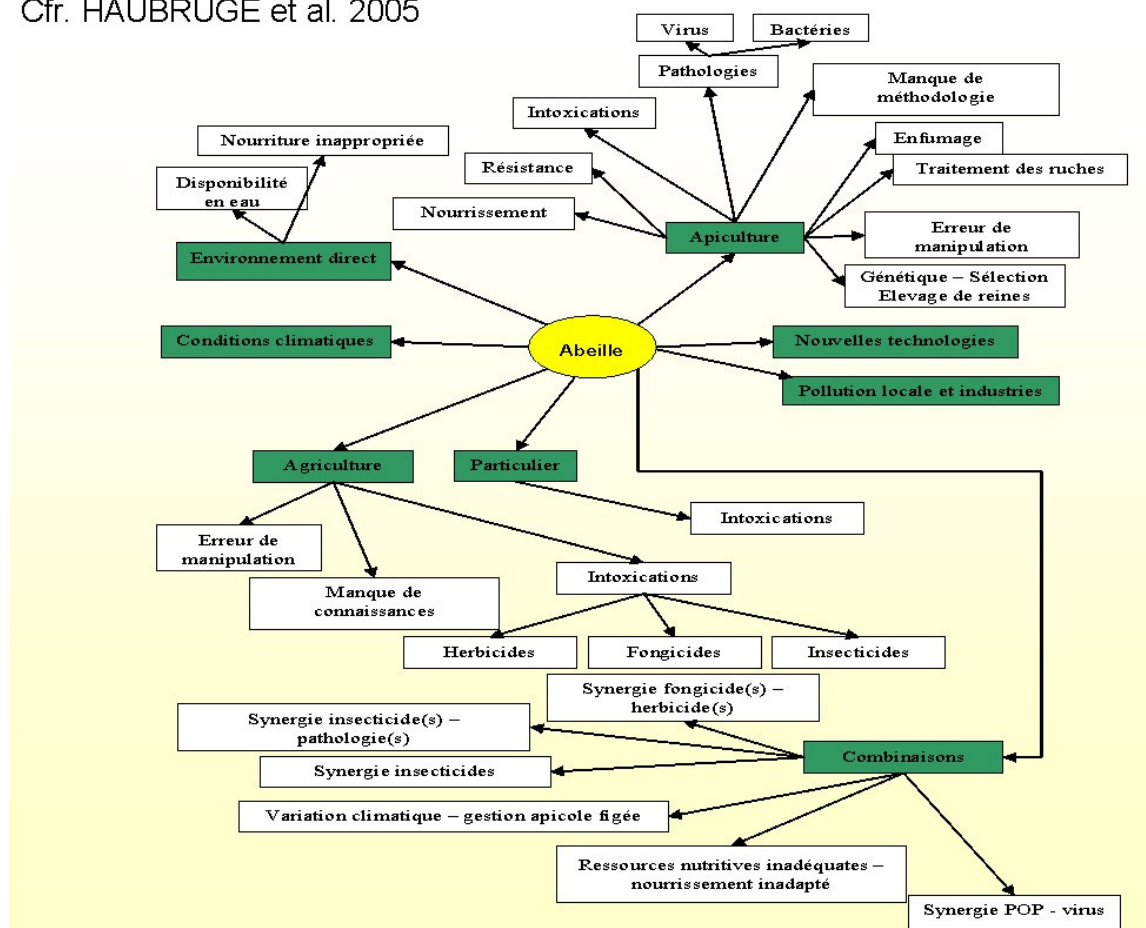 Cfr. HAUBRUGE et al. 2005
Virus
Bactéries
Pathologies
Manque de
méthodologie
Intoxications
Enfumage
Nourriture inappropriée
Résistance
Traitement des ruches
Disponibilité
en eau
Nourrissement
Apiculture
Erreur de
manipulation
Environnement direct
Génétique – Sélection
Elevage de reines
Conditions climatiques
Abeille
Nouvelles technologies
Pollution locale et industries
Agriculture
Particulier
Intoxications
Erreur de
manipulation
Manque de
connaissances
Intoxications
Herbicides
Fongicides
Insecticides
Synergie fongicide(s) –
herbicide(s)
Synergie insecticide(s) –
pathologie(s)
Combinaisons
Synergie insecticides
Variation climatique – gestion apicole figée
Ressources nutritives inadéquates –
nourrissement inadapté
Synergie POP - virus